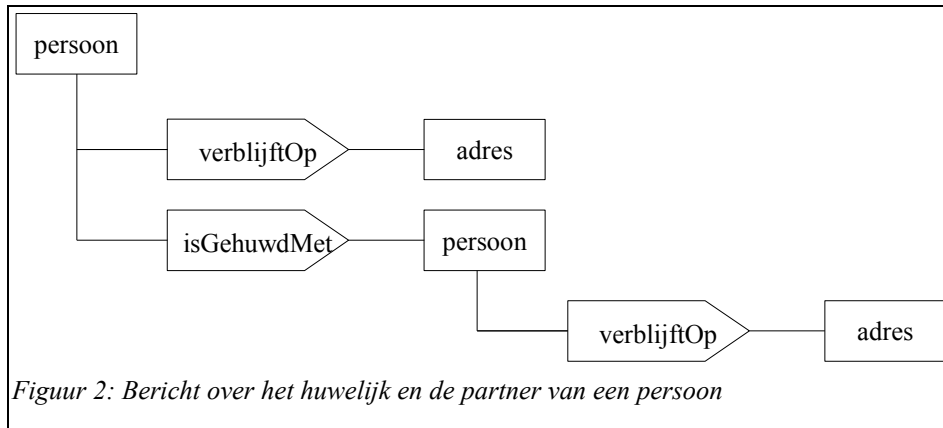 persoon
verblijftOp
adres
isGehuwdMet
persoon
verblijftOp
adres
Figuur 2: Bericht over het huwelijk en de partner van een persoon